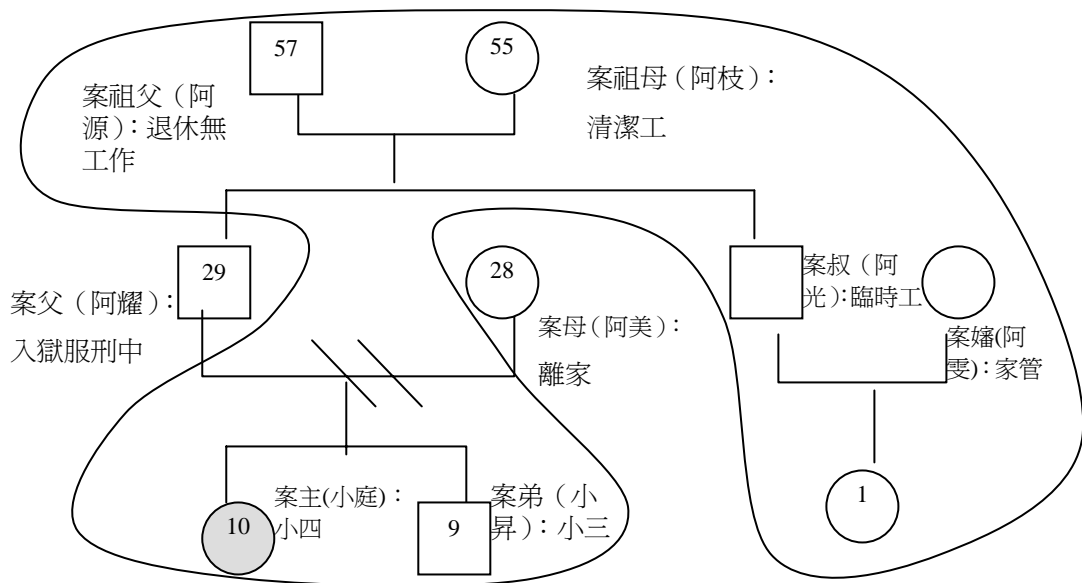 57
55
案祖父（阿
源）：退休無
工作
案祖母（阿枝）：
清潔工
29
案父（阿耀）：
入獄服刑中
28
案母（阿美）：
離家
案叔（阿
光）：臨時工
案嬸(阿
雯)：家管
10
案主(小庭)：
小四
9
案弟（小
昇）：小三
1